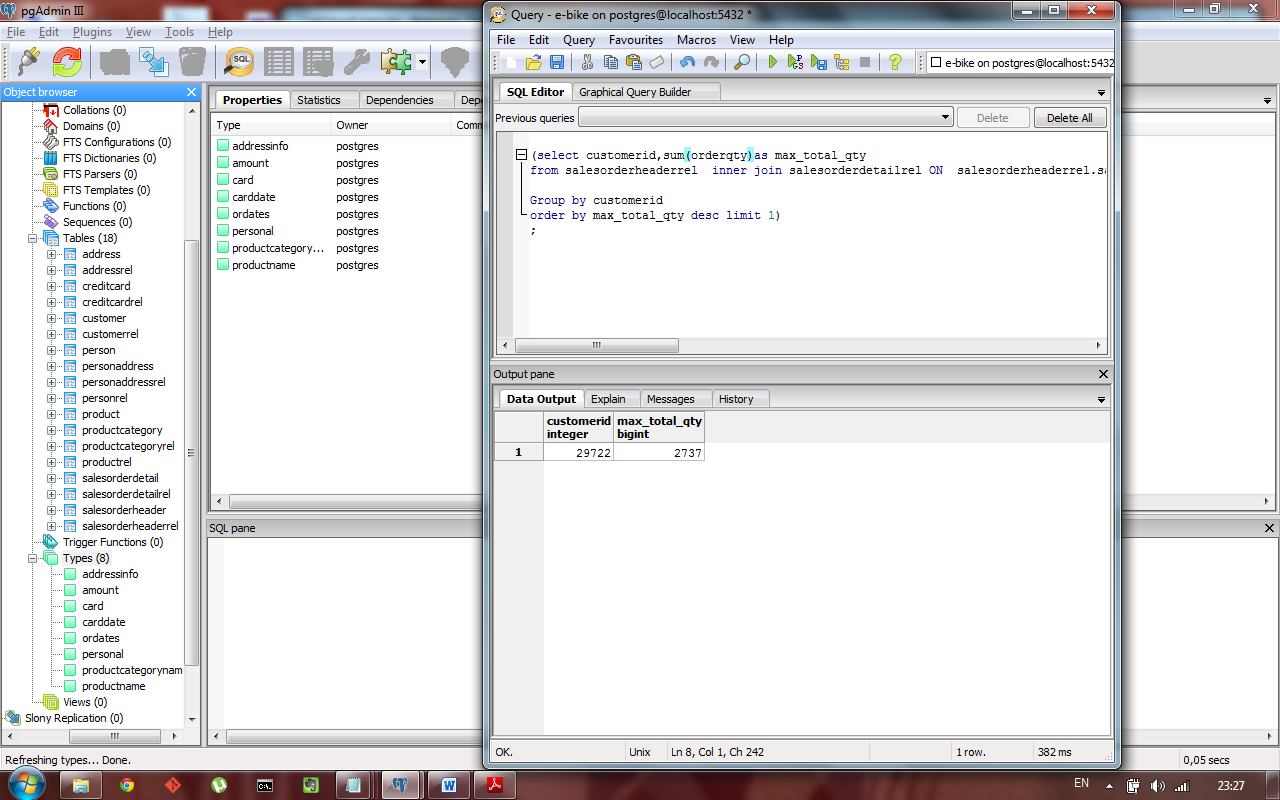 pgAdmin III
File Edit Plugins View Tools Help
SQL
Object browser
Collations (0)
Domains (0)
FTS Configurations (0)
FTS Dictionaries (0)
FTS Parsers (0)
FTS Templates (0)
Functions (0)
Sequences (0)
Tables (18)
address
addressrel
creditcard
creditcardrel
customer
customerrel
person
personaddress
personaddressrel
personrel
product
productcategory
productcategoryrel
productrel
salesorderdetail
salesorderdetailrel
salesorderheader
salesorderheaderrel
Trigger Functions (0)
Types (8)
addressinfo
amount
card
carddate
ordates
personal
productcategorynam
productname
Views (0)
Slony Replication (0)
Refreshing types... Done.
Properties Statistics Dependencies Dep
Type Owner Comm
addressinfo postgres
amount postgres
card postgres
carddate postgres
ordates postgres
personal postgres
productcategory... postgres
productname postgres
SQL pane
Query - e-bike on postgres@localhost:5432 *
File Edit Query Favourites Macros View Help
e-bike on postgres@localhost:5432
SQL Editor Graphical Query Builder
Previous queries Delete Delete All
(select customerid,sum(orderqty)as max_total_qty
from salesorderheaderrel  inner join salesorderdetailrel ON  salesorderheaderrel.sa
Group by customerid
order by max_total_qty desc limit 1)
;
Output pane
Data Output Explain Messages History
customerid max_total_qty
integer bigint
1 29722 2737
OK. Unix Ln 8, Col 1, Ch 242 1 row. 382 ms
0,05 secs
EN 23:27